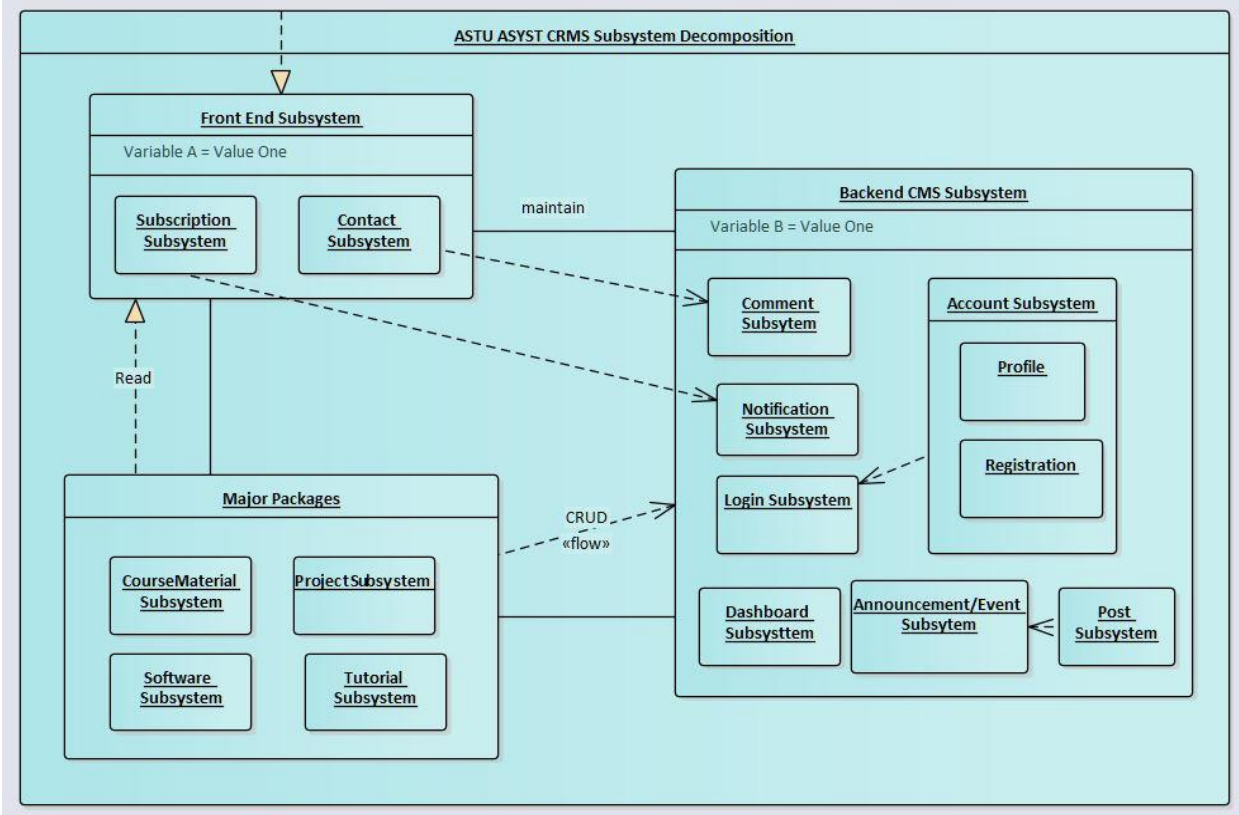 ASTU ASYST CRMS Subsystem Decomposition
Front End Subsystem
Variable A = Value One
Subscription
Subsystem
Contact
Subsystem
maintain
Backend CMS Subsystem
Variable B = Value One
Comment
Subsytem
Account Subsystem
Profile
Notification
Subsystem
Registration
Login Subsystem
Read
Major Packages
CRUD
«flow»
CourseMaterial
Subsystem
ProjectSubsystem
Software
Subsystem
Tutorial
Subsystem
Dashboard
Subsysttem
Announcement/Event
Subsytem
Post
Subsystem